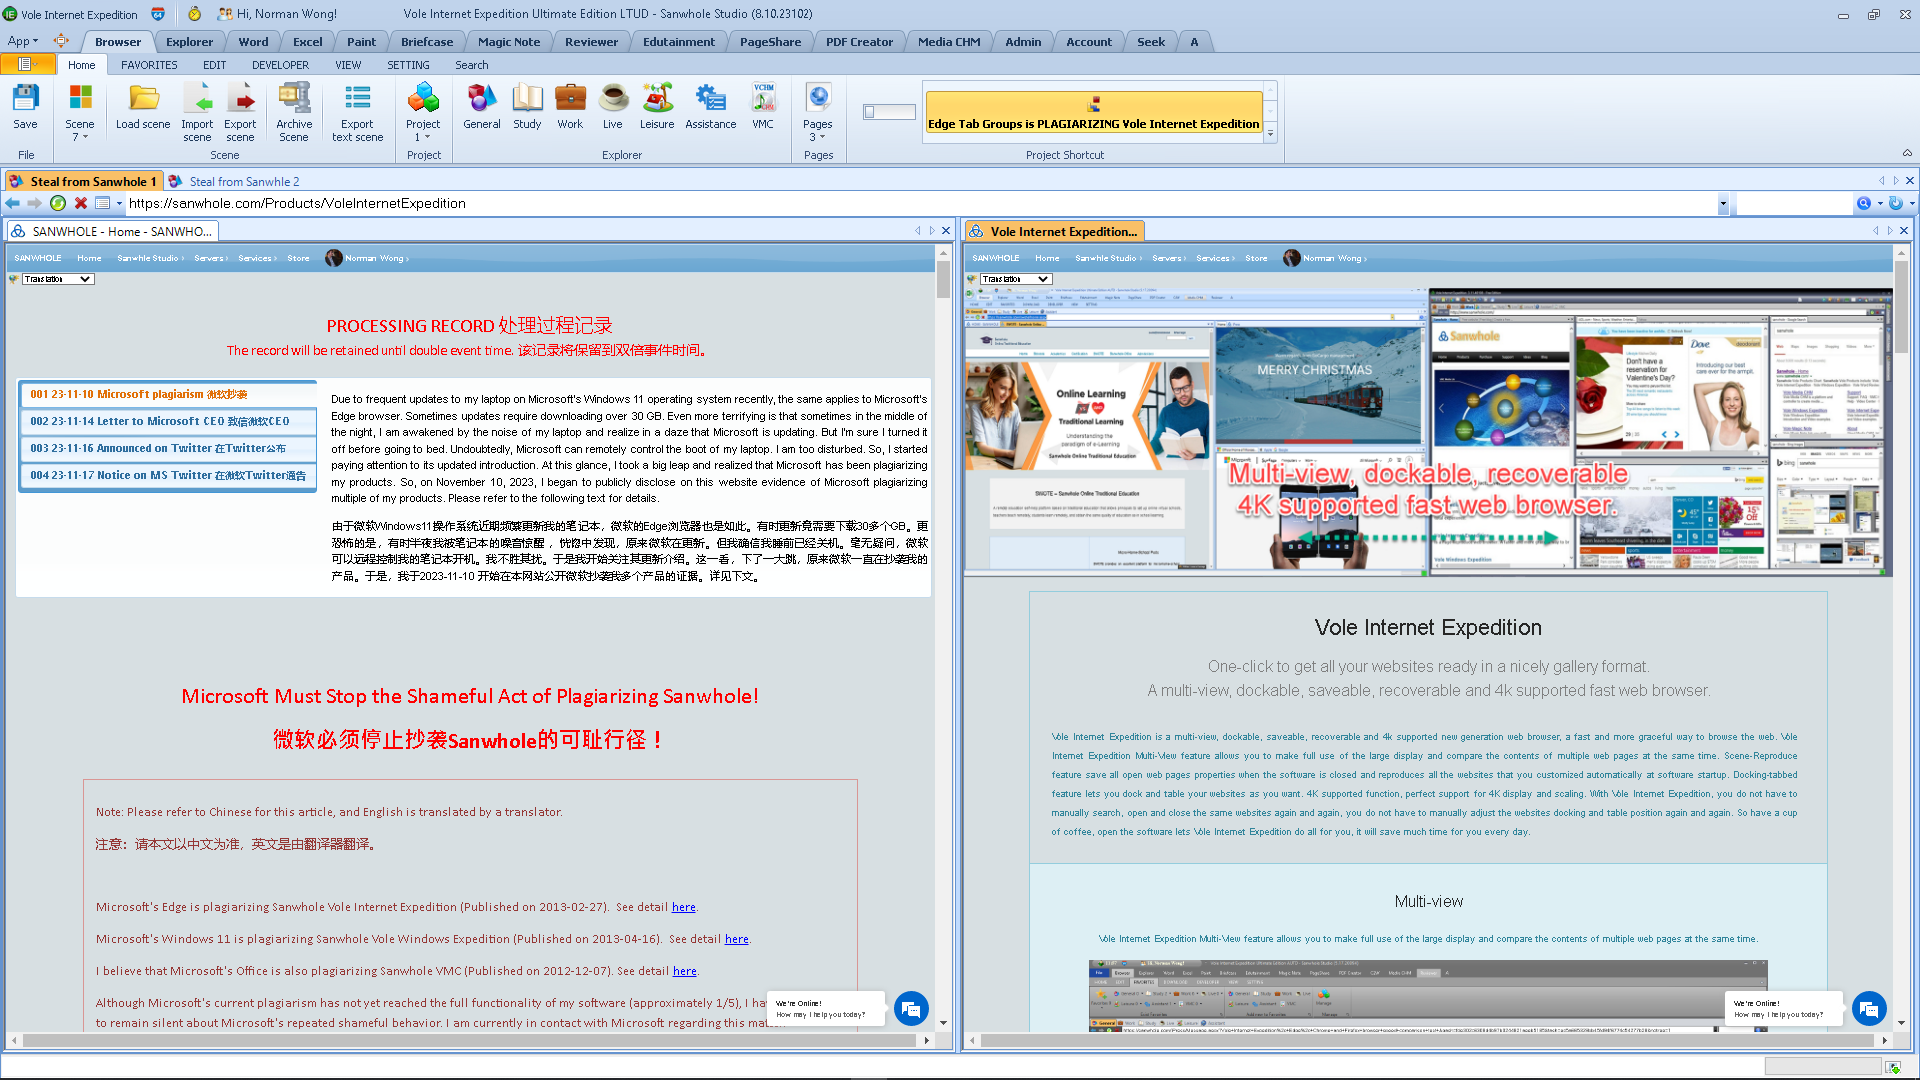 Vole Internet Expedition
Hi, Norman Wong!
Vole Internet Expedition Ultimate Edition LTUD - Sanwhole Studio (8.10.23102)
App Browser Explorer Word Excel Paint Briefcase Magic Note Reviewer Edutainment PageShare PDF Creator Media CHM Admin Account Seek A
Home FAVORITES EDIT DEVELOPER VIEW SETTING Search
Save
Scene
7
Load scene
Import
scene
Export
scene
Archive
Scene
Export
text scene
Project
1
General Study Work Live Leisure Assistance VMC
Pages
3
Edge Tab Groups is PLAGIARIZING Vole Internet Expedition
File Scene Project Explorer Pages Project Shortcut
Steal from Sanwhole 1 Steal from Sanwhle 2
https://sanwhole.com/Products/VoleInternetExpedition
SANWHOLE - Home - SANWHO...
SANWHOLE Home Sanwhle Studio Servers Services Store Norman Wong
Translation
PROCESSING RECORD 处理过程记录
The record will be retained until double event time. 该记录将保留到双倍事件时间。
001 23-11-10 Microsoft plagiarism 微软抄袭
002 23-11-14 Letter to Microsoft CEO 致信微软CEO
003 23-11-16 Announced on Twitter 在Twitter公布
004 23-11-17 Notice on MS Twitter 在微软Twitter通告
Due to frequent updates to my laptop on Microsoft's Windows 11 operating system recently, the same applies to Microsoft's
Edge browser. Sometimes updates require downloading over 30 GB. Even more terrifying is that sometimes in the middle of
the night, I am awakened by the noise of my laptop and realize in a daze that Microsoft is updating. But I'm sure I turned it
off before going to bed. Undoubtedly, Microsoft can remotely control the boot of my laptop. I am too disturbed. So, I started
paying attention to its updated introduction. At this glance, I took a big leap and realized that Microsoft has been plagiarizing
my products. So, on November 10, 2023, I began to publicly disclose on this website evidence of Microsoft plagiarizing
multiple of my products. Please refer to the following text for details.
由于微软Windows11操作系统近期频繁更新我的笔记本，微软的Edge浏览器也是如此。有时更新竟需要下载30多个GB。更
恐怖的是，有时半夜我被笔记本的噪音惊醒，恍惚中发现，原来微软在更新。但我确信我睡前已经关机。毫无疑问，微软
可以远程控制我的笔记本开机。我不胜其扰。于是我开始关注其更新介绍。这一看，下了一大跳，原来微软一直在抄袭我的
产品。于是，我于2023-11-10 开始在本网站公开微软抄袭我多个产品的证据。详见下文。
Microsoft Must Stop the Shameful Act of Plagiarizing Sanwhole!
微软必须停止抄袭Sanwhole的可耻行径！
Note: Please refer to Chinese for this article, and English is translated by a translator.
注意：请本文以中文为准，英文是由翻译器翻译。
Microsoft's Edge is plagiarizing Sanwhole Vole Internet Expedition (Published on 2013-02-27). See detail here.
Microsoft's Windows 11 is plagiarizing Sanwhole Vole Windows Expedition (Published on 2013-04-16). See detail here.
I believe that Microsoft's Office is also plagiarizing Sanwhole VMC (Published on 2012-12-07). See detail here.
Although Microsoft's current plagiarism has not yet reached the full functionality of my software (approximately 1/5), I
to remain silent about Microsoft's repeated shameful behavior. I am currently in contact with Microsoft regarding this
We're Online!
How may I help you today?
Vole Internet Expedition...
SANWHOLE Home Sanwhle Studio Servers Services Store Norman Wong
Translation
Online Learning
Traditional Learning
Understanding the
paradigm of e-Learning
Sanwhole Online Traditional Education
SWOTE - Sanwhole Online Traditional Education
MERRY CHRISTMAS
Sanwhole
Don't have a
reservation for
Valentine's Day?
Dove
Introducing our
best care ever for
the armpit.
Multi-view, dockable, recoverable
4K supported fast web browser.
Vole Internet Expedition
One-click to get all your websites ready in a nicely gallery format.
A multi-view, dockable, saveable, recoverable and 4k supported fast web browser.
Vole Internet Expedition is a multi-view, dockable, saveable, recoverable and 4k supported new generation web browser, a fast and more graceful way to browse the web. Vole
Internet Expedition Multi-View feature allows you to make full use of the large display and compare the contents of multiple web pages at the same time. Scene-Reproduce
feature save all open web pages properties when the software is closed and reproduces all the websites that you customized automatically at software startup. Docking-tabbed
feature lets you dock and table your websites as you want. 4K supported function, perfect support for 4K display and scaling. With Vole Internet Expedition, you do not have to
manually search, open and close the same websites again and again, you do not have to manually adjust the websites docking and table position again and again. So have a cup
of coffee, open the software lets Vole Internet Expedition do all for you, it will save much time for you every day.
Multi-view
Vole Internet Expedition Multi-View feature allows you to make full use of the large display and compare the contents of multiple web pages at the same time.
We're Online!
How may I help you today?